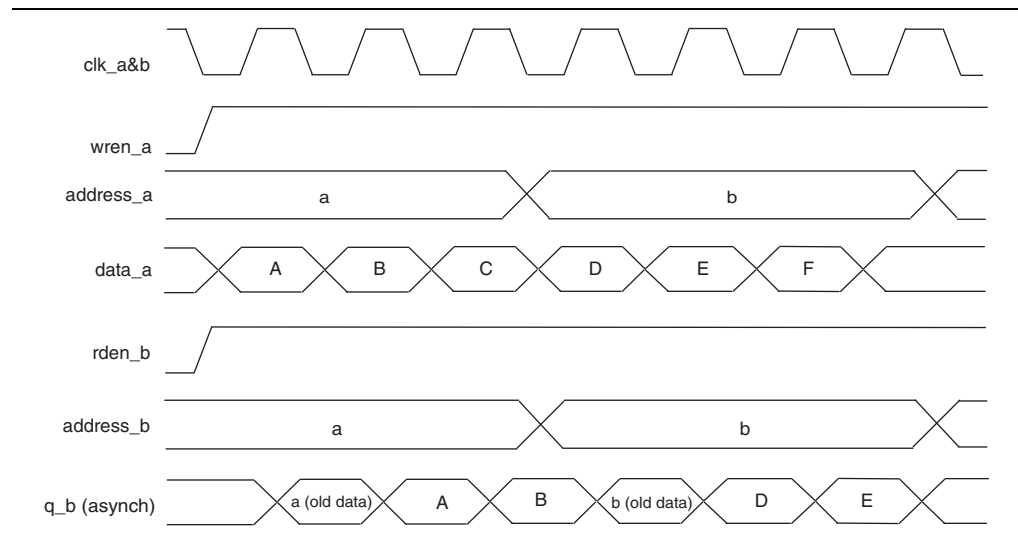 clk_a&b
wren_a
address_a a b
data_a A B C D E F
rden_b
address_b a b
q_b (asynch) a (old data) A B b (old data) D E